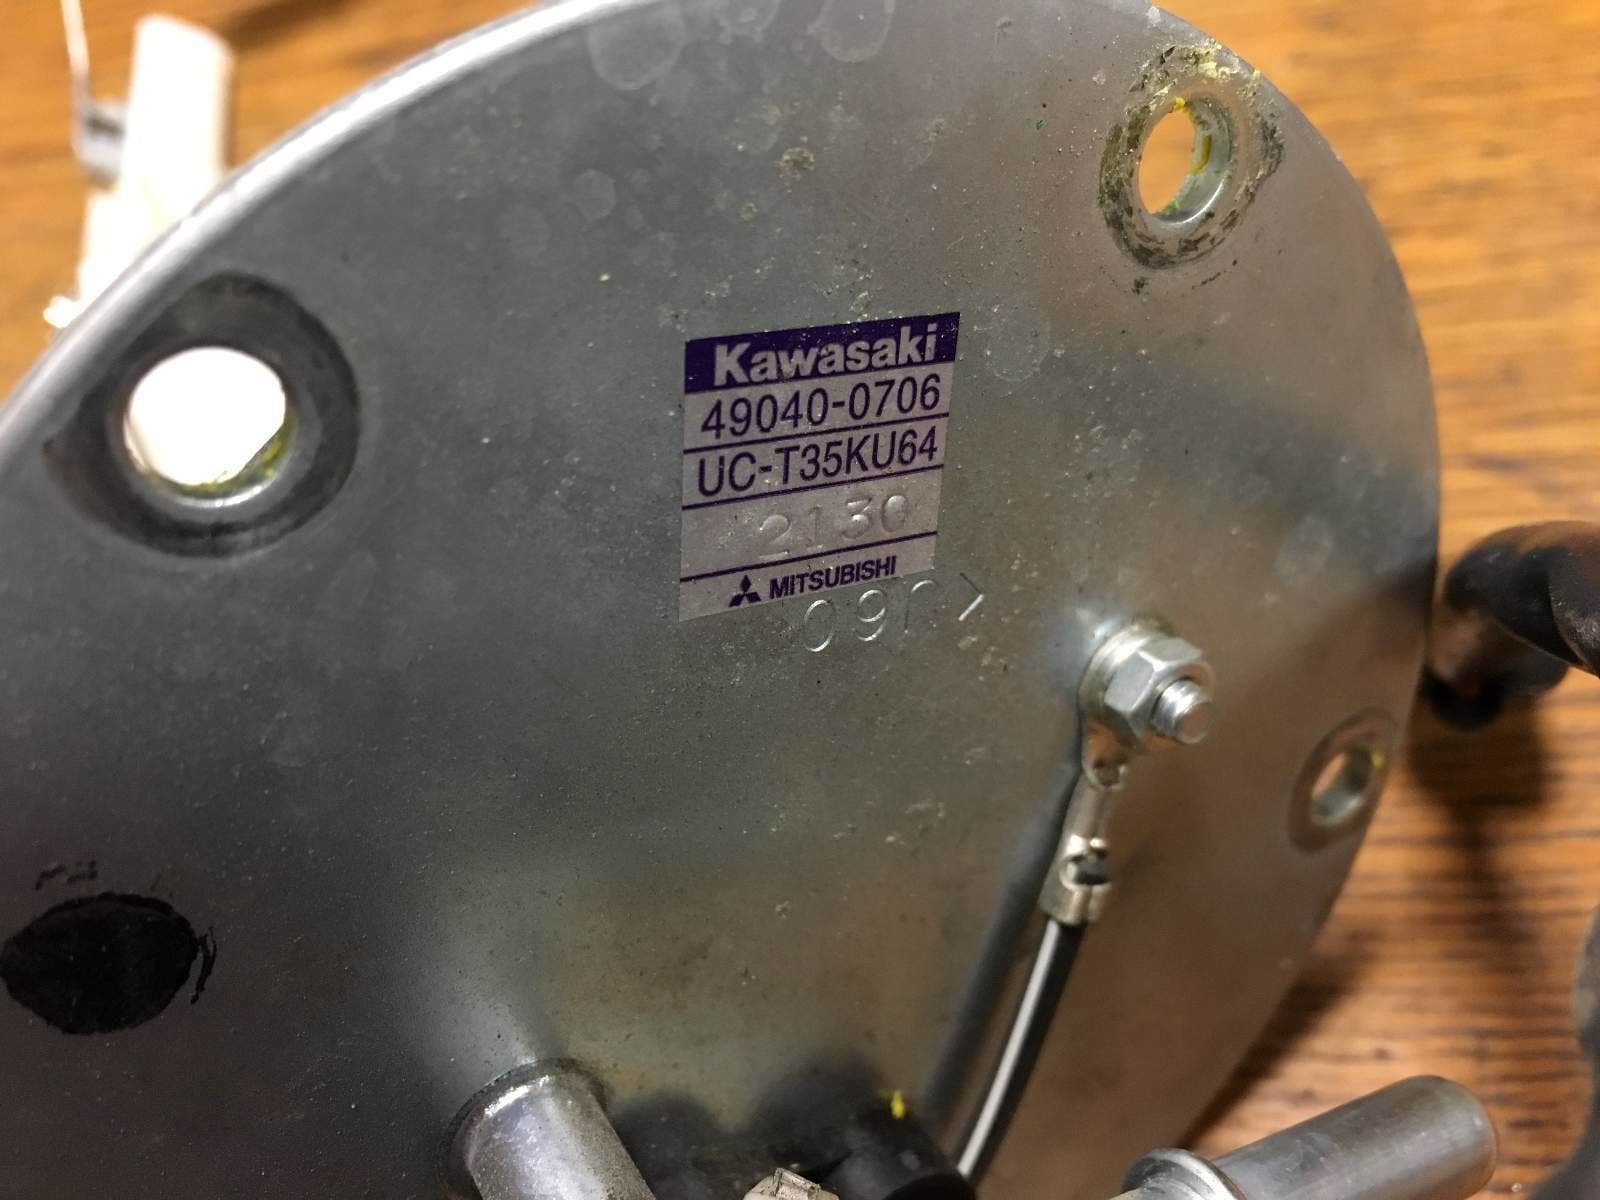 Kawasaki
49040-0706
UC-T35KU64
2130
MITSUBISHI